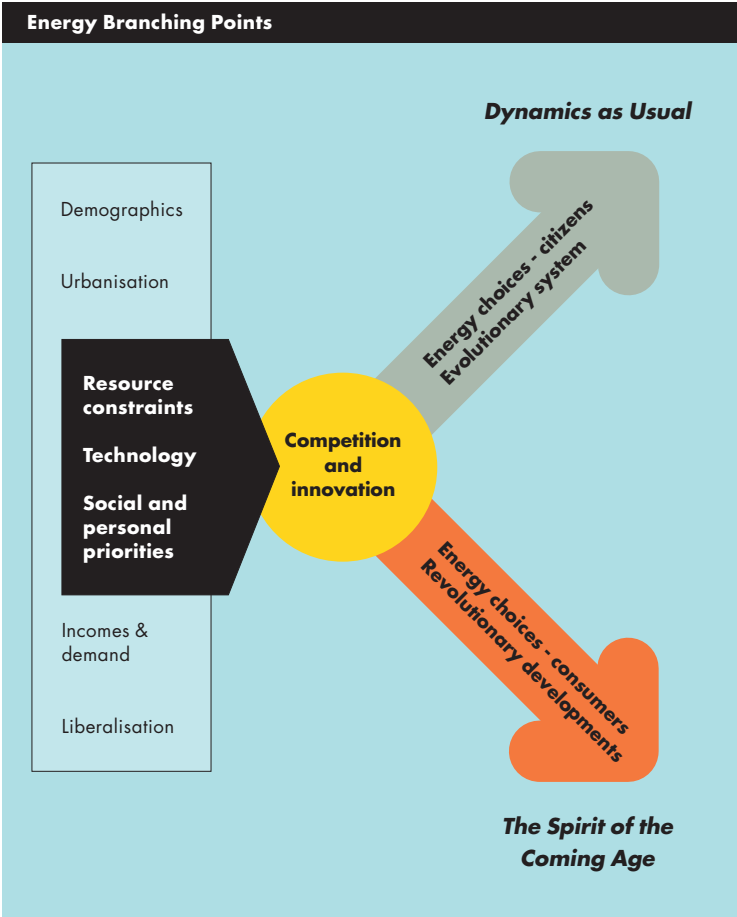 Energy Branching Points
Dynamics as Usual
Demographics
Urbanisation
Resource
constraints
Technology
Social and
personal
priorities
Incomes &
demand
Liberalisation
Competition
and
innovation
Energy choices - citizens
Evolutionary system
Energy choices - consumers
Revolutionary developments
The Spirit of the
Coming Age